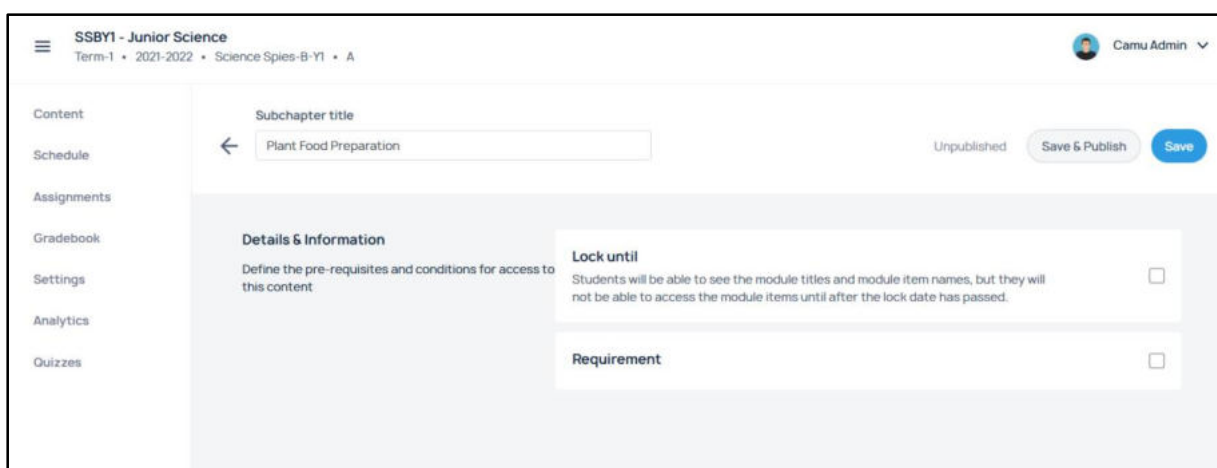 SSBY1 - Junior Science
Term-1 • 2021-2022 • Science Spies-B-Y1 • A
Camu Admin
Content
Schedule
Assignments
Gradebook
Settings
Analytics
Quizzes
Subchapter title
Plant Food Preparation
Unpublished
Save & Publish
Save
Details & Information
Define the pre-requisites and conditions for access to
this content
Lock until
Students will be able to see the module titles and module item names, but they will
not be able to access the module items until after the lock date has passed.
Requirement